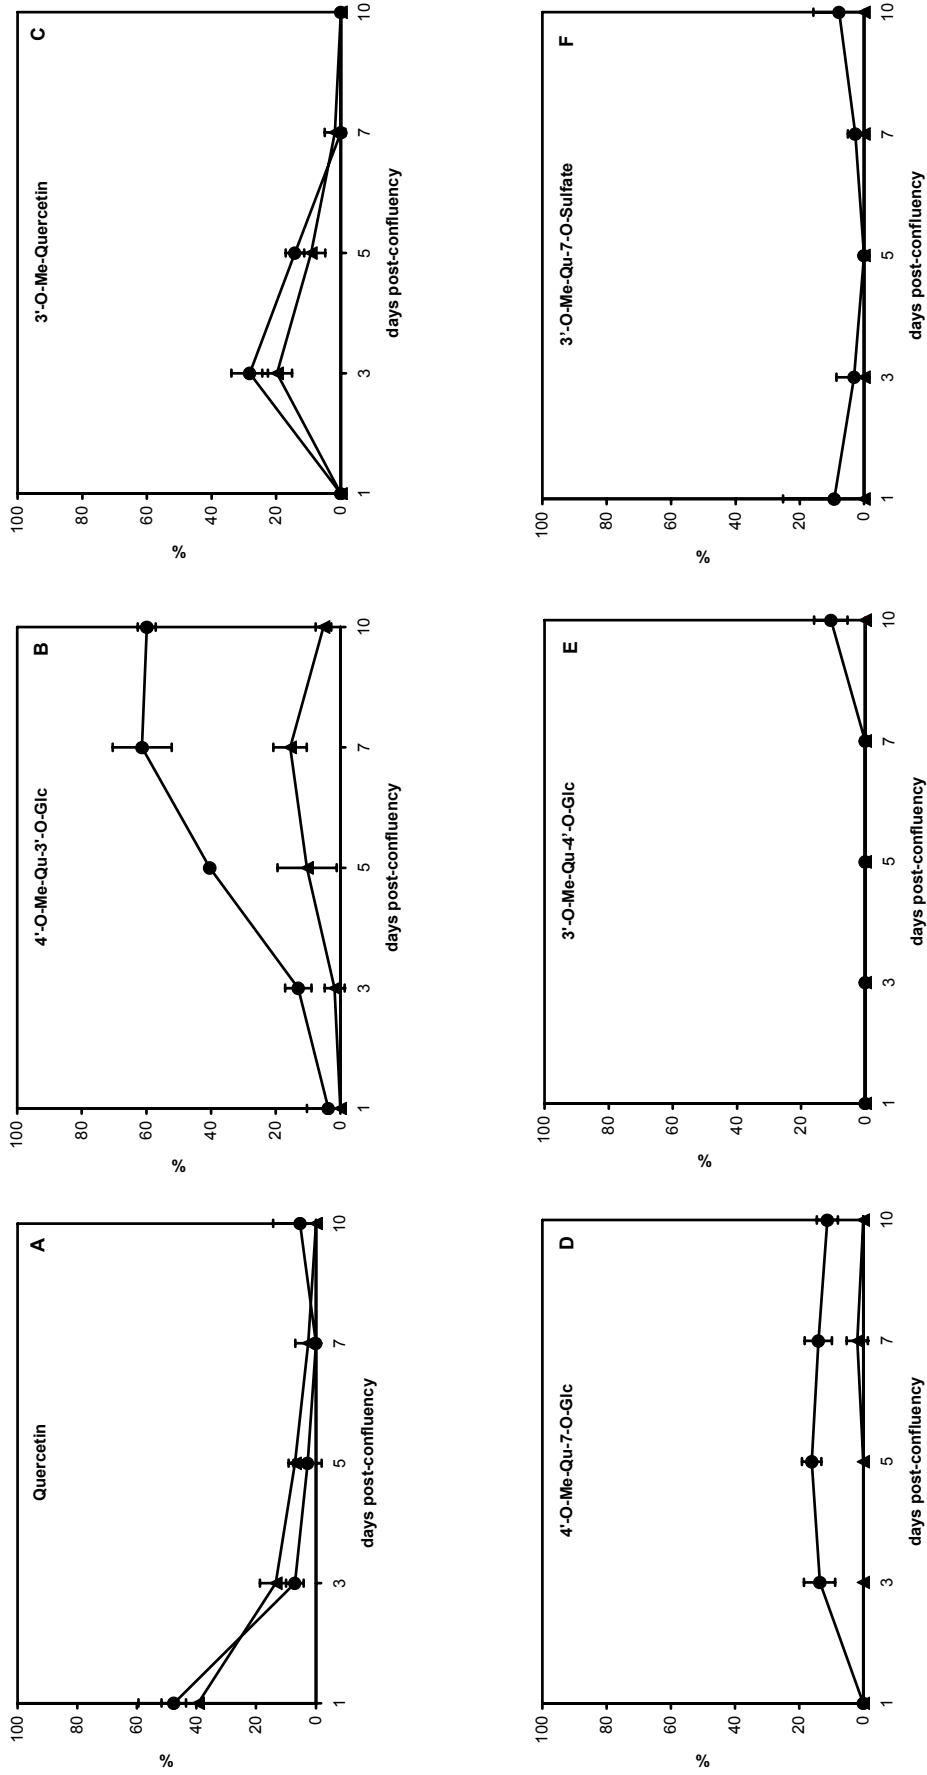 A
Quercetin
100
80
60
40
20
0
%
1 3 5 7 10
days post-confluency
B
4'-O-Me-Qu-3'-O-Glc
100
80
60
40
20
0
%
1 3 5 7 10
days post-confluency
C
3'-O-Me-Quercetin
100
80
60
40
20
0
%
1 3 5 7 10
days post-confluency
D
4'-O-Me-Qu-7-O-Glc
100
80
60
40
20
0
%
1 3 5 7 10
days post-confluency
E
3'-O-Me-Qu-4'-O-Glc
100
80
60
40
20
0
%
1 3 5 7 10
days post-confluency
F
3'-O-Me-Qu-7-O-Sulfate
100
80
60
40
20
0
%
1 3 5 7 10
days post-confluency